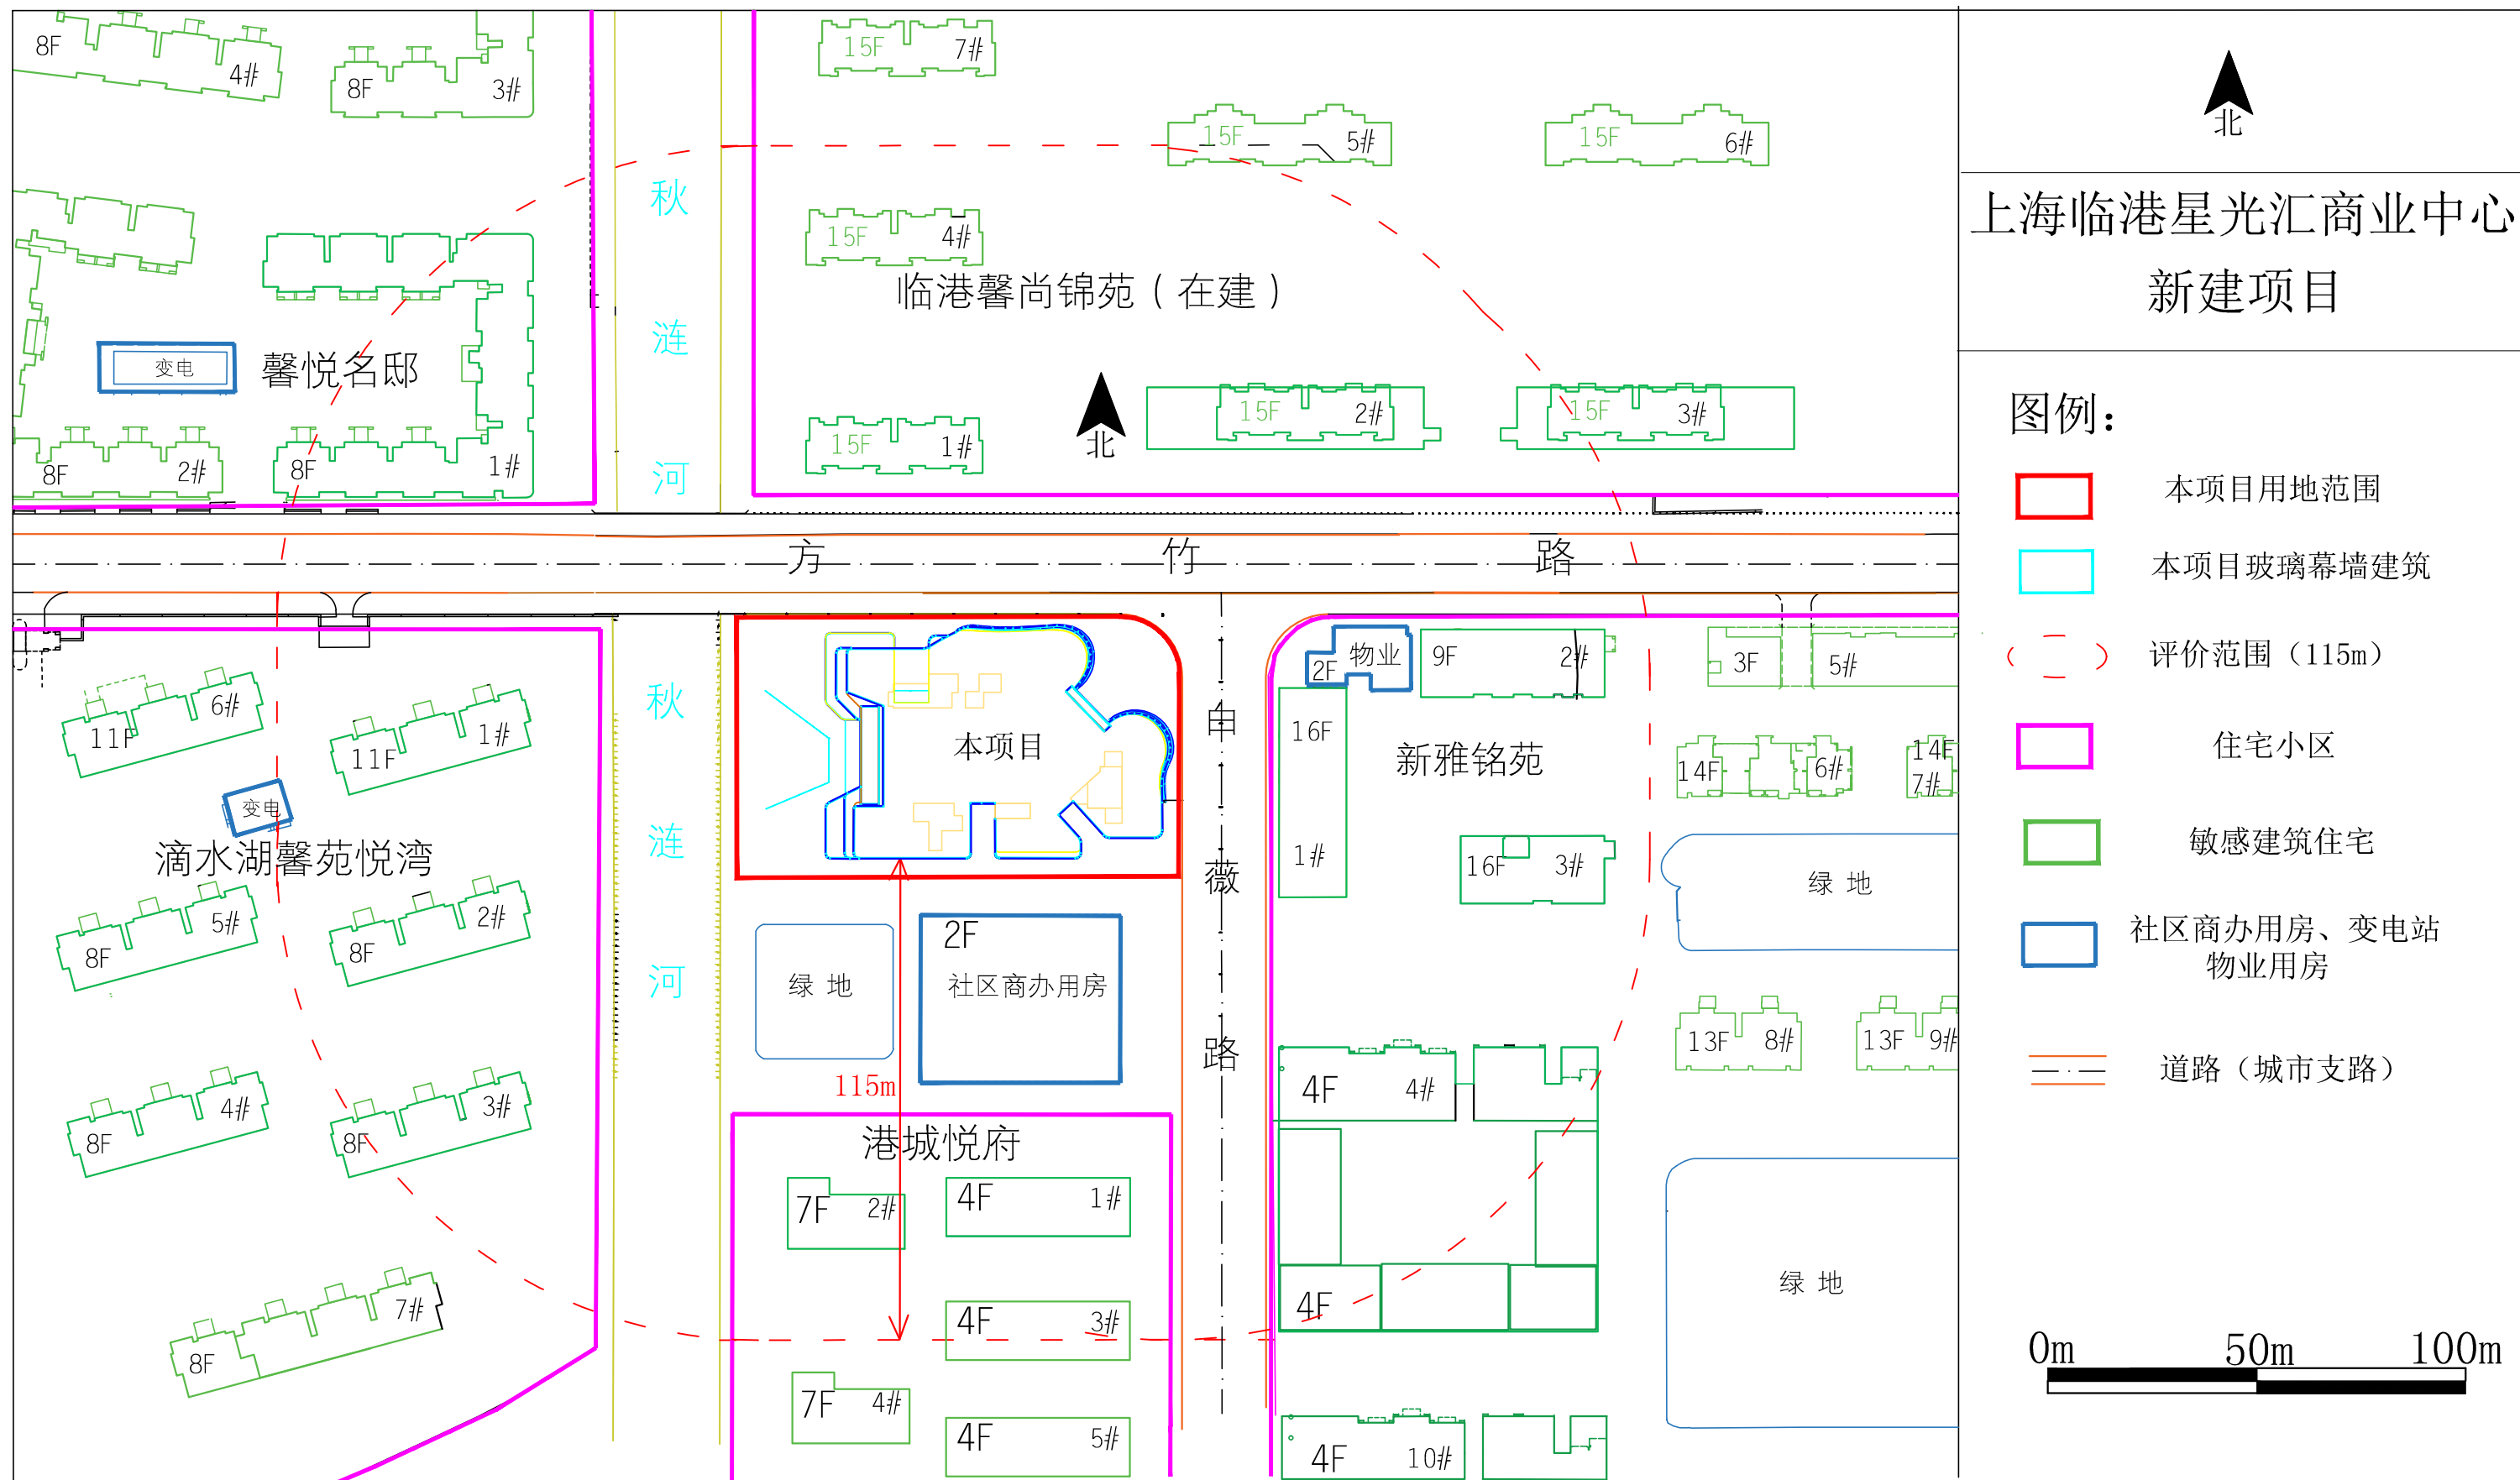 8F
4#
8F
3#
15F
7#
15F
5#
15F
6#
北
上海临港星光汇商业中心
新建项目
秋
涟
河
15F
4#
临港馨尚锦苑（在建）
变电
馨悦名邸
8F
2#
8F
1#
15F
1#
北
15F
2#
15F
3#
方 竹 路
图例：
本项目用地范围
本项目玻璃幕墙建筑
评价范围（115m）
住宅小区
敏感建筑住宅
社区商办用房、变电站
物业用房
道路（城市支路）
0m 50m 100m
11F
6#
11F
1#
变电
滴水湖馨苑悦湾
8F
5#
8F
2#
8F
4#
8F
3#
8F
7#
秋
涟
河
本项目
绿 地
2F
社区商办用房
115m
港城悦府
7F
2#
4F
1#
4F
3#
7F
4#
4F
5#
白
薇
路
2F
物业
9F
2#
3F
5#
16F
1#
新雅铭苑
14F
6#
14F
7#
16F
3#
绿 地
13F
8#
13F
9#
4F
4#
4F
绿 地
4F
10#